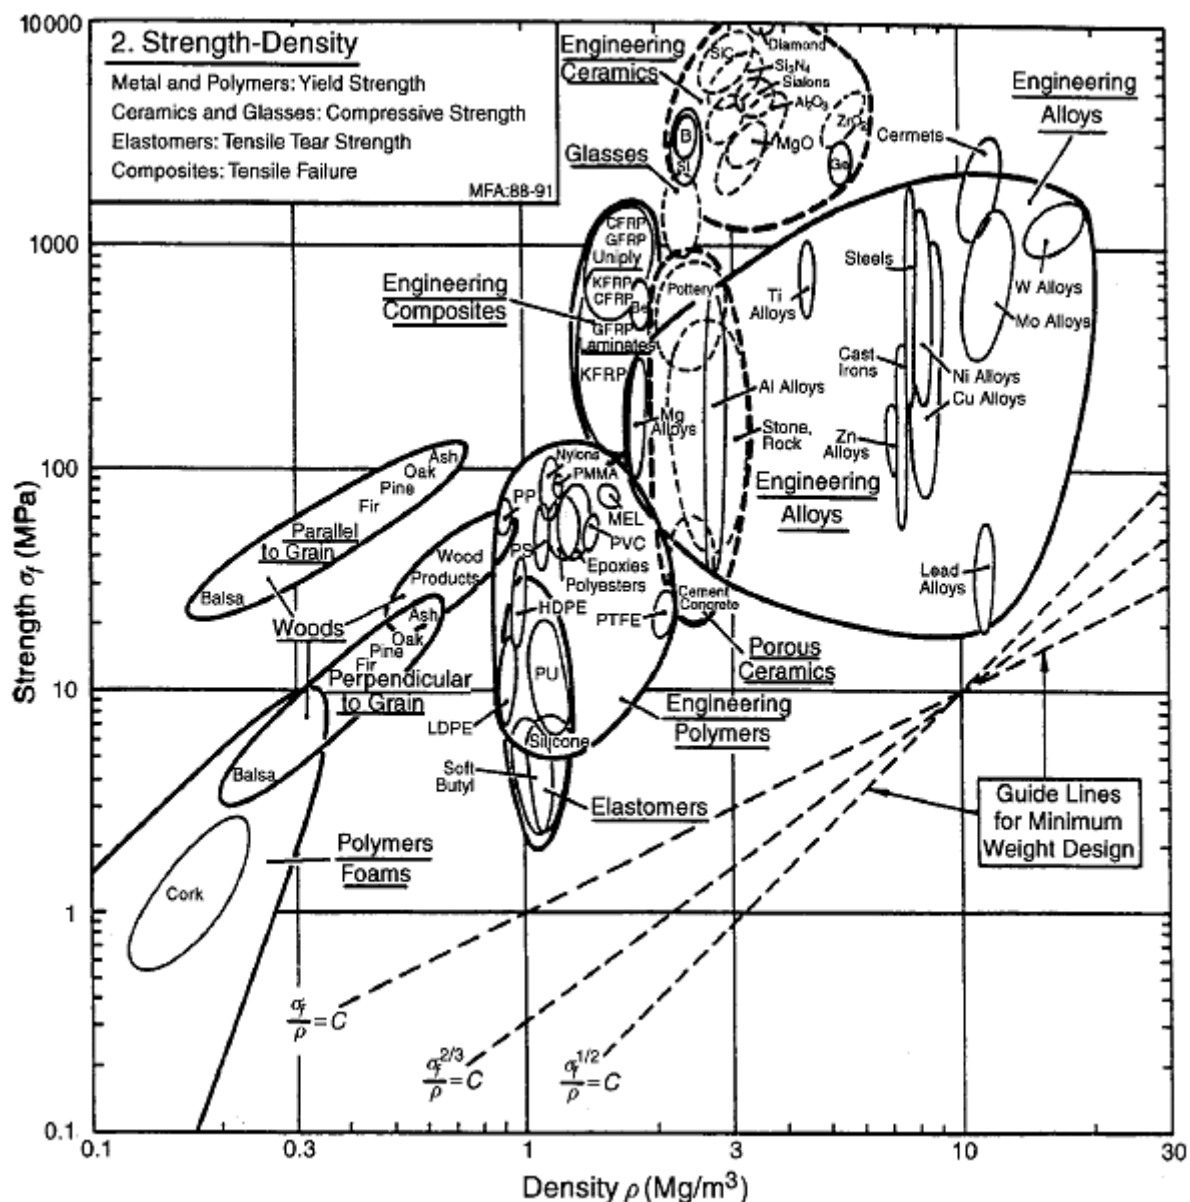 2. Strength-Density
Metal and Polymers: Yield Strength
Ceramics and Glasses: Compressive Strength
Elastomers: Tensile Tear Strength
Composites: Tensile Failure
MFA:88-91
10000
1000
100
10
1
0.1
Strength σf (MPa)
0.1
0.3
1
3
10
30
Density ρ (Mg/m³)
Engineering
Ceramics
SiC
Diamond
Si₃N₄
Sialons
Al₂O₃
ZrO₂
MgO
Ge
B
Si
Glasses
Cermets
Engineering
Alloys
CFRP
GFRP
Uniply
KFRP
CFRP
Be
GFRP
Laminates
KFRP
Engineering
Composites
Pottery
Ti
Alloys
Steels
W Alloys
Mo Alloys
Cast
Irons
Ni Alloys
Cu Alloys
Al Alloys
Mg
Alloys
Stone,
Rock
Zn
Alloys
Engineering
Alloys
Ash
Oak
Pine
Fir
Parallel
to Grain
Balsa
Nylons
PMMA
PP
MEL
PS
PVC
Epoxies
Polyesters
Wood
Products
HDPE
PTFE
Cement
Concrete
Lead
Alloys
Woods
Ash
Oak
Pine
Fir
Perpendicular
to Grain
PU
Porous
Ceramics
LDPE
Engineering
Polymers
Silicone
Balsa
Soft
Butyl
Elastomers
Guide Lines
for Minimum
Weight Design
Polymers
Foams
Cork
σf/ρ = C
σf^2/3/ρ = C
σf^1/2/ρ = C